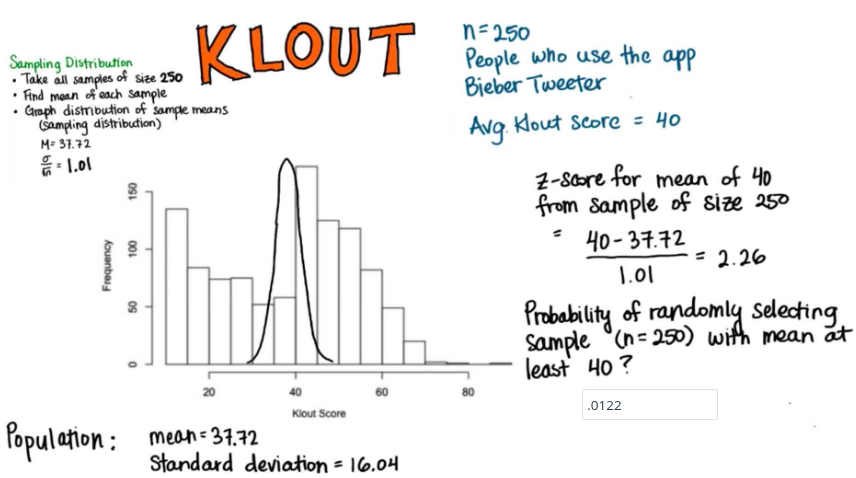 KLOUT
Sampling Distribution
• Take all samples of size 250
• Find mean of each sample
• Graph distribution of sample means
(sampling distribution)
M = 37.72
σ/√n = 1.01
n = 250
People who use the app
Bieber Tweeter
Avg. Klout score = 40
Z-score for mean of 40
from sample of size 250
= 40 - 37.72 / 1.01 = 2.26
Probability of randomly selecting
sample (n = 250) with mean at
least 40?
.0122
150
100
50
0
Frequency
20 40 60 80
Klout Score
Population: mean = 37.72
Standard deviation = 16.04